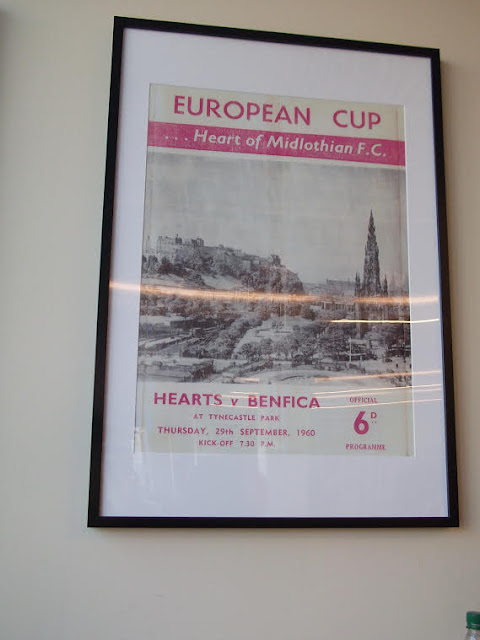 EUROPEAN CUP
... Heart of Midlothian F.C.
HEARTS v BENFICA
AT TYNECASTLE PARK
THURSDAY, 29th SEPTEMBER, 1960
KICK-OFF 7.30 P.M.
OFFICIAL
6D
PROGRAMME